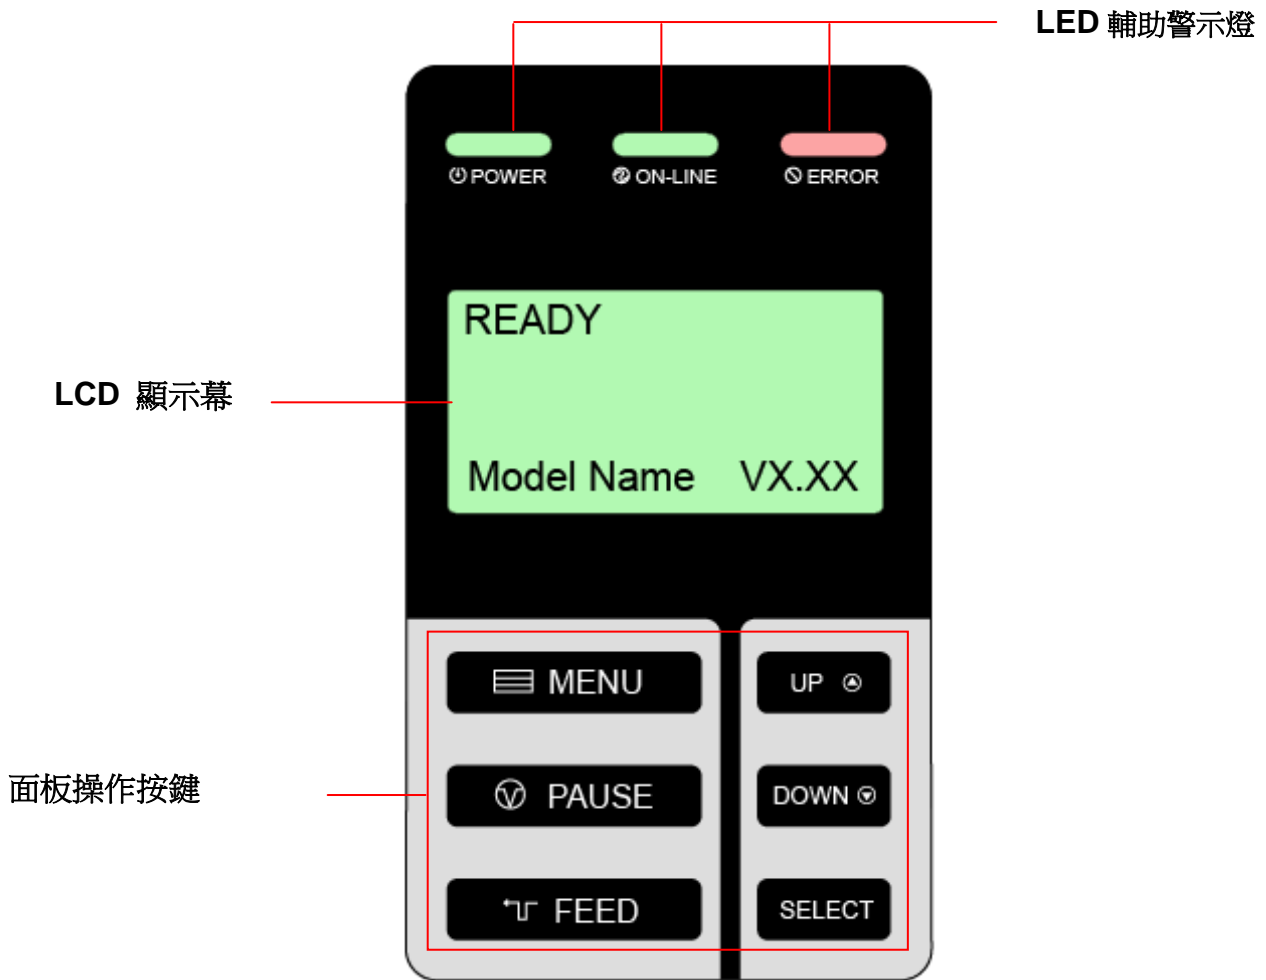 LED 輔助警示燈
POWER ON-LINE ERROR
READY
LCD 顯示幕
Model Name VX.XX
MENU UP
面板操作按鍵
PAUSE DOWN
FEED SELECT